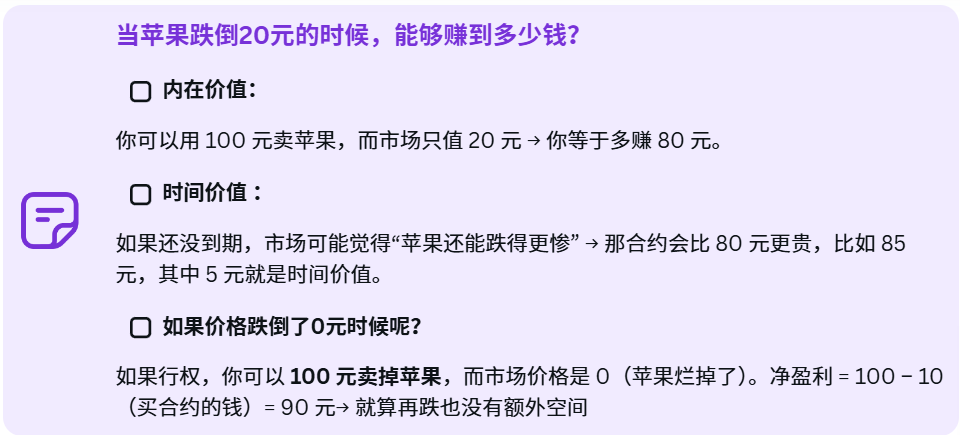 当苹果跌倒20元的时候，能够赚到多少钱？
内在价值：
你可以用 100 元卖苹果，而市场只值 20 元 → 你等于多赚 80 元。
时间价值 ：
如果还没到期，市场可能觉得“苹果还能跌得更惨” → 那合约会比 80 元更贵，比如 85
元，其中 5 元就是时间价值。
如果价格跌倒了0元时候呢？
如果行权，你可以 100 元卖掉苹果，而市场价格是 0（苹果烂掉了）。净盈利 = 100 − 10
（买合约的钱）= 90 元→ 就算再跌也没有额外空间